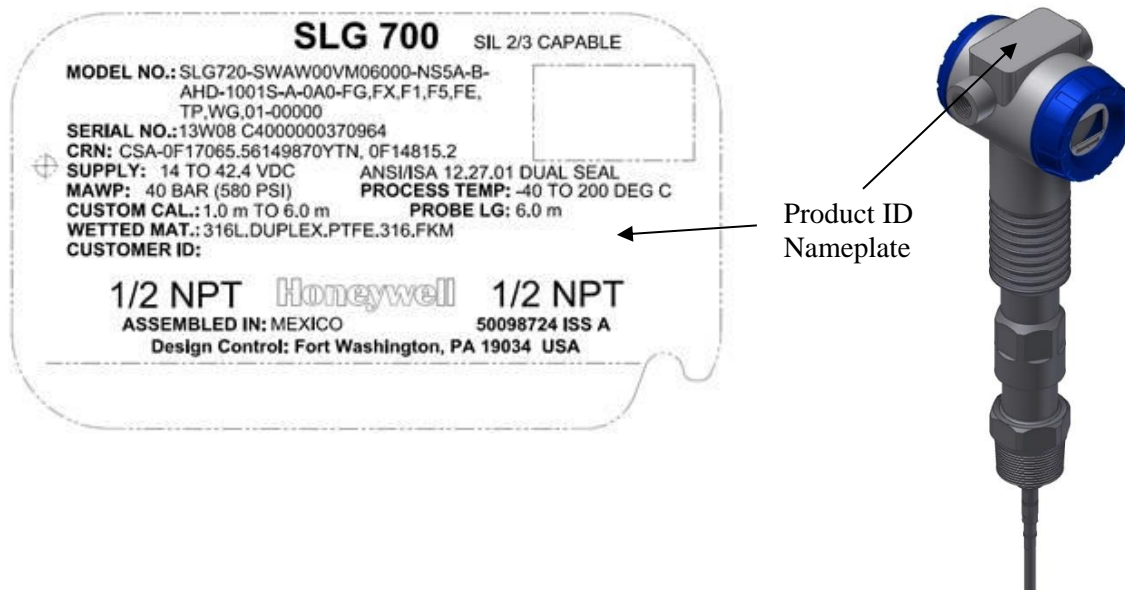 SLG 700 SIL 2/3 CAPABLE
MODEL NO.: SLG720-SWAW00VM06000-NS5A-B-
AHD-1001S-A-0A0-FG,FX,F1,F5,FE,
TP,WG,01-00000
SERIAL NO.:13W08 C4000000370964
CRN: CSA-0F17065.56149870YTN, 0F14815.2
SUPPLY: 14 TO 42.4 VDC ANSI/ISA 12.27.01 DUAL SEAL
MAWP: 40 BAR (580 PSI) PROCESS TEMP: -40 TO 200 DEG C
CUSTOM CAL.: 1.0 m TO 6.0 m PROBE LG: 6.0 m
WETTED MAT.: 316L.DUPLEX.PTFE.316.FKM
CUSTOMER ID:
1/2 NPT Honeywell 1/2 NPT
ASSEMBLED IN: MEXICO 50098724 ISS A
Design Control: Fort Washington, PA 19034 USA
Product ID
Nameplate